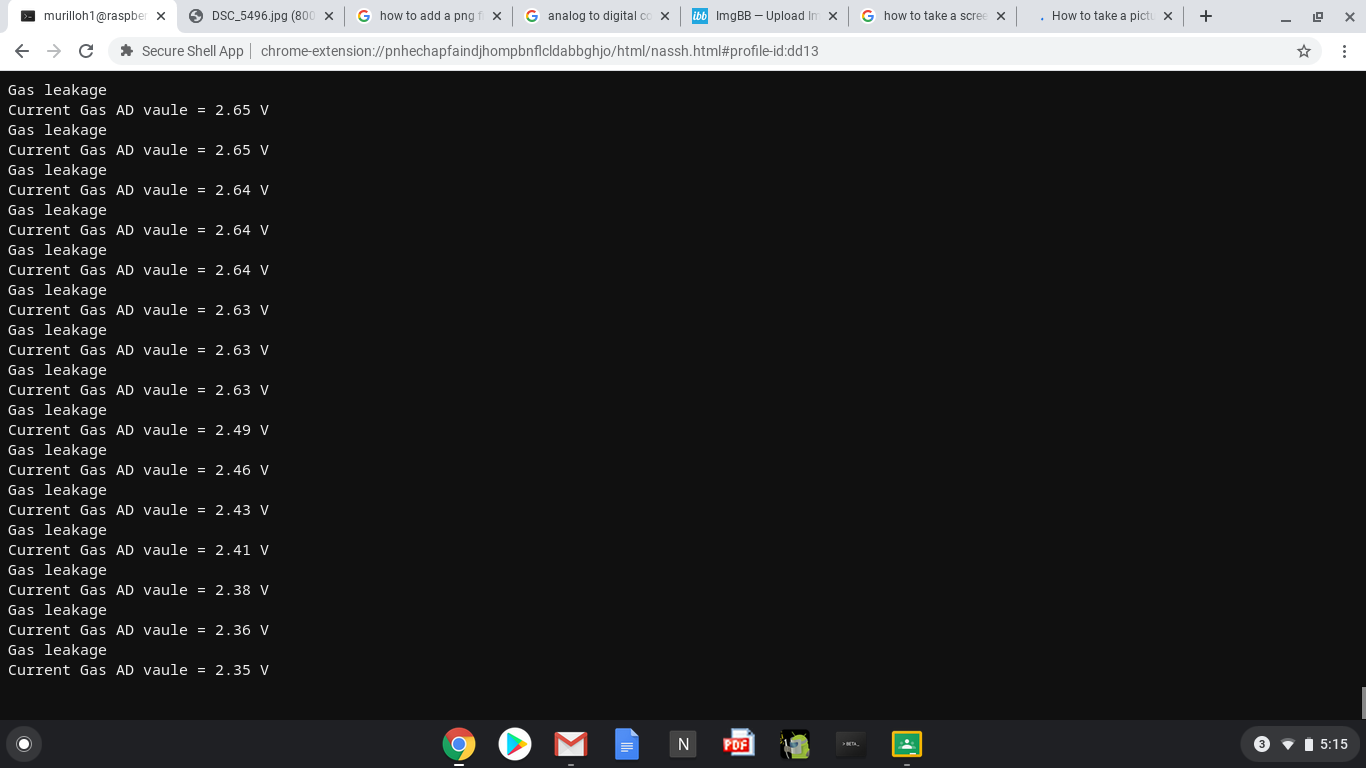 murilloh1@raspber
DSC_5496.jpg (800
how to add a png f
analog to digital co
ibb ImgBB — Upload Im
how to take a scree
How to take a pictu
Secure Shell App chrome-extension://pnhechapfaindjhompbnflcldabbghjo/html/nassh.html#profile-id:dd13
Gas leakage
Current Gas AD vaule = 2.65 V
Gas leakage
Current Gas AD vaule = 2.65 V
Gas leakage
Current Gas AD vaule = 2.64 V
Gas leakage
Current Gas AD vaule = 2.64 V
Gas leakage
Current Gas AD vaule = 2.64 V
Gas leakage
Current Gas AD vaule = 2.63 V
Gas leakage
Current Gas AD vaule = 2.63 V
Gas leakage
Current Gas AD vaule = 2.63 V
Gas leakage
Current Gas AD vaule = 2.49 V
Gas leakage
Current Gas AD vaule = 2.46 V
Gas leakage
Current Gas AD vaule = 2.43 V
Gas leakage
Current Gas AD vaule = 2.41 V
Gas leakage
Current Gas AD vaule = 2.38 V
Gas leakage
Current Gas AD vaule = 2.36 V
Gas leakage
Current Gas AD vaule = 2.35 V
N
PDF
>BETA_
3 5:15